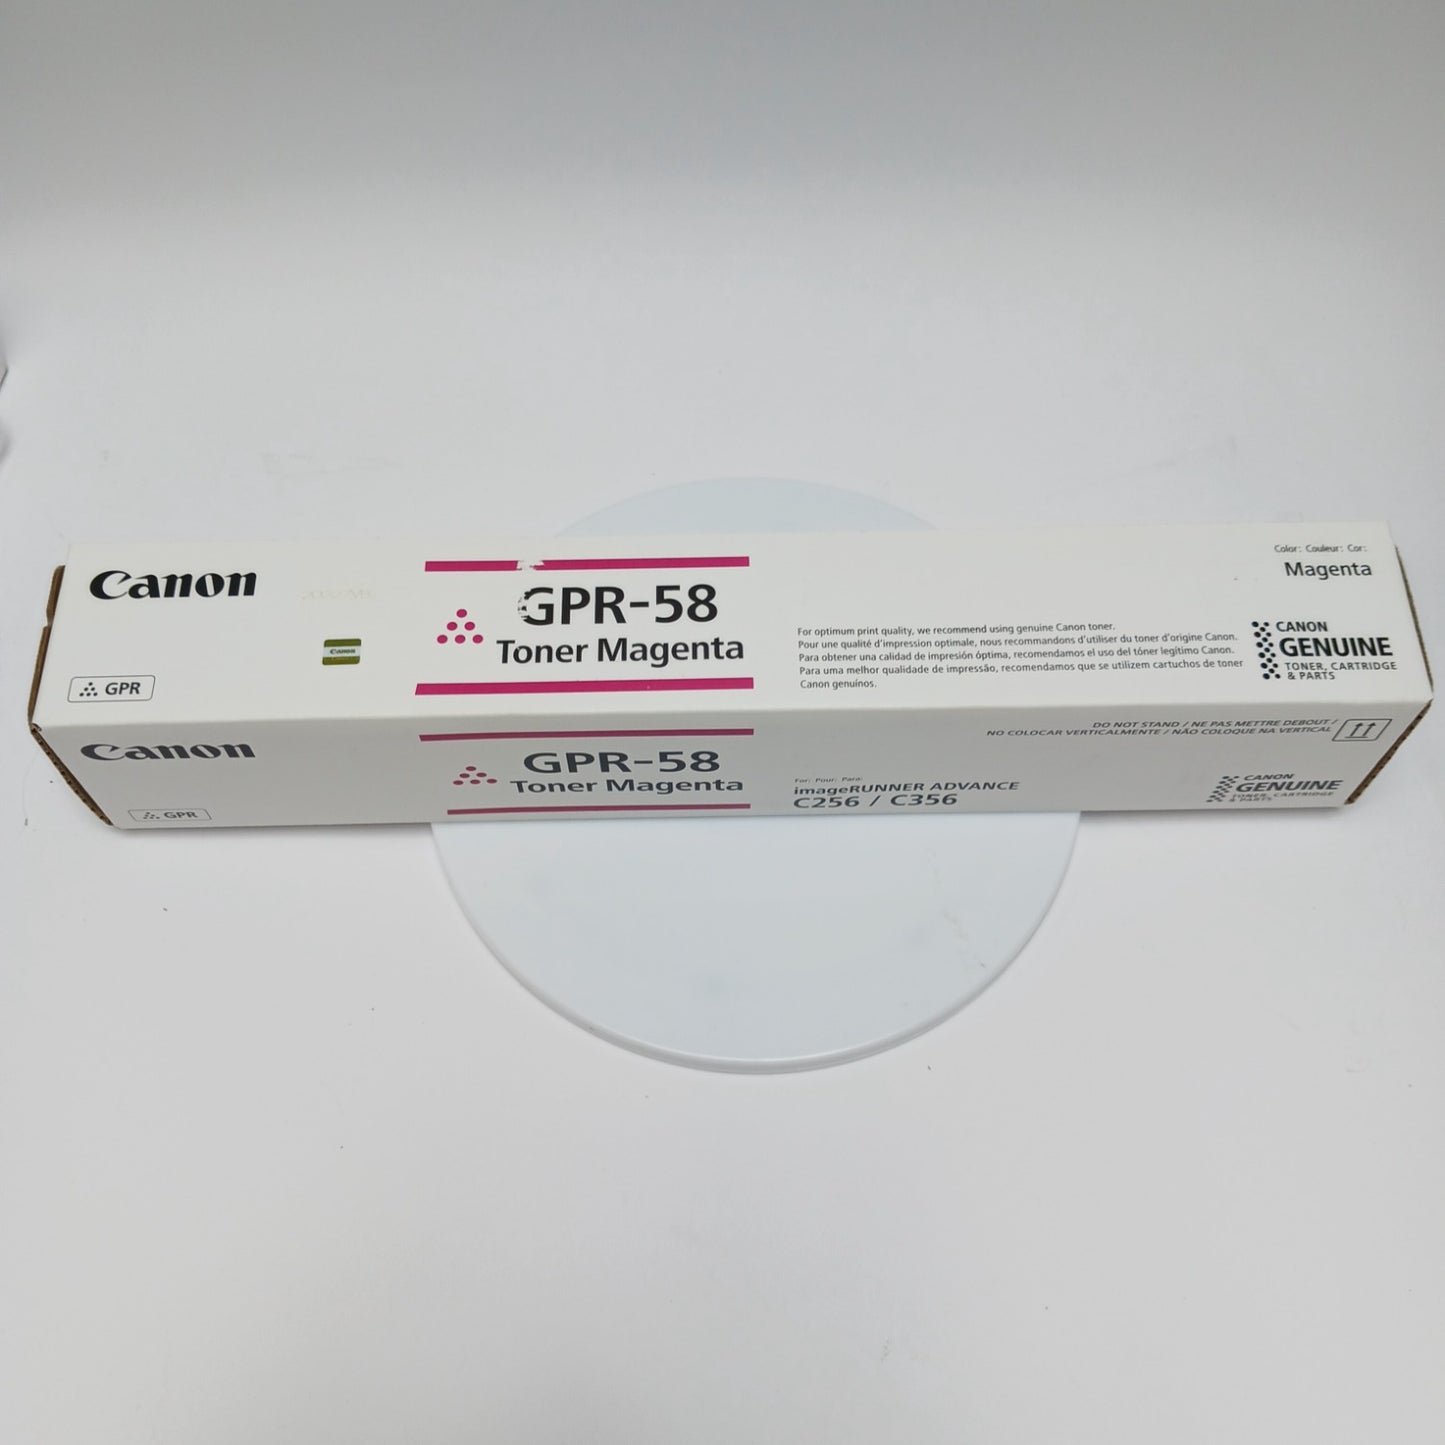 Canon
Canon
GPR
GPR-58
Toner Magenta
Color: Couleur: Cor:
Magenta
For optimum print quality, we recommend using genuine Canon toner.
Pour une qualité d'impression optimale, nous recommandons d'utiliser du toner d'origine Canon.
Para obtener una calidad de impresión óptima, recomendamos el uso del tóner legítimo Canon.
Para uma melhor qualidade de impressão, recomendamos que se utilizem cartuchos de toner
Canon genuínos.
CANON
GENUINE
TONER, CARTRIDGE
& PARTS
Canon
GPR
GPR-58
Toner Magenta
For: Pour: Para:
imageRUNNER ADVANCE
C256 / C356
DO NOT STAND / NE PAS METTRE DEBOUT /
NO COLOCAR VERTICALMENTE / NÃO COLOQUE NA VERTICAL
CANON
GENUINE
TONER, CARTRIDGE
& PARTS